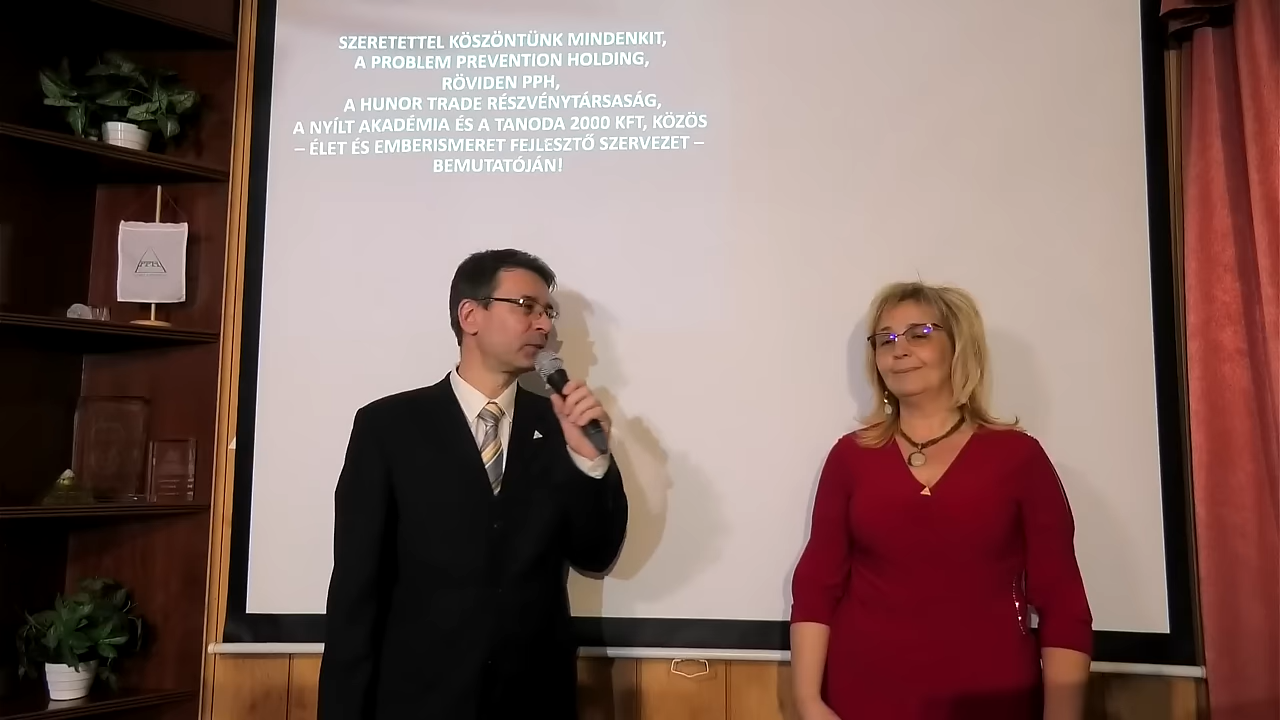 SZERETETTEL KÖSZÖNTÜNK MINDENKIT,
A PROBLEM PREVENTION HOLDING,
RÖVIDEN PPH,
A HUNOR TRADE RÉSZVÉNYTÁRSASÁG,
A NYÍLT AKADÉMIA ÉS A TANODA 2000 KFT, KÖZÖS
– ÉLET ÉS EMBERISMERET FEJLESZTŐ SZERVEZET –
BEMUTATÓJÁN!
PPH